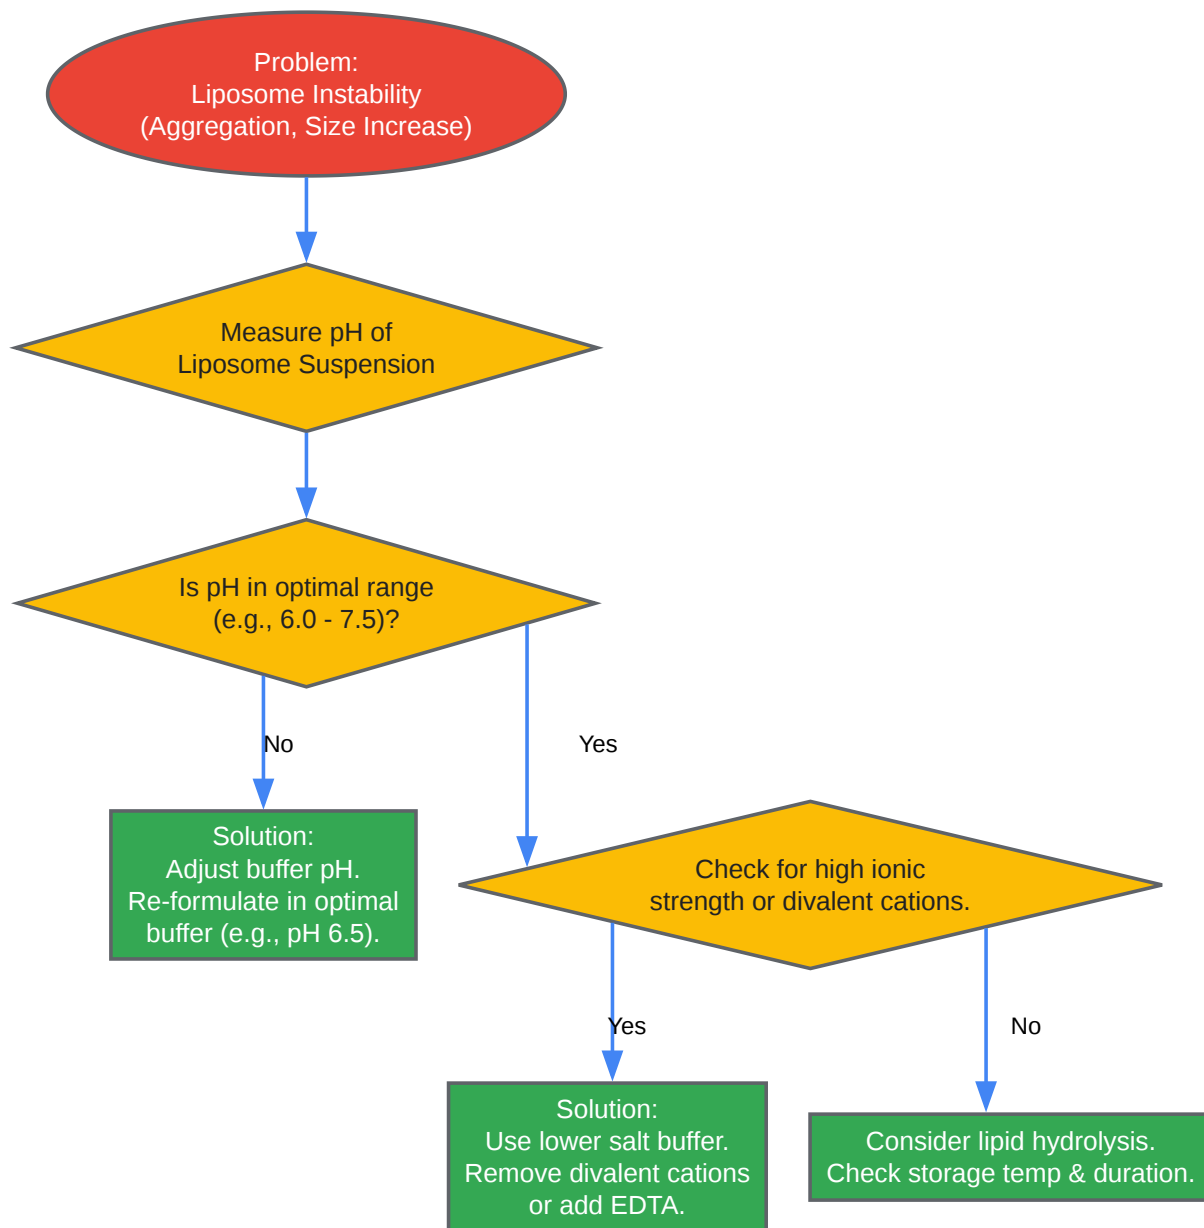 Problem:
Liposome Instability
(Aggregation, Size Increase)
Measure pH of
Liposome Suspension
Is pH in optimal range
(e.g., 6.0 - 7.5)?
No
Yes
Solution:
Adjust buffer pH.
Re-formulate in optimal
buffer (e.g., pH 6.5).
Check for high ionic
strength or divalent cations.
Yes
No
Solution:
Use lower salt buffer.
Remove divalent cations
or add EDTA.
Consider lipid hydrolysis.
Check storage temp & duration.